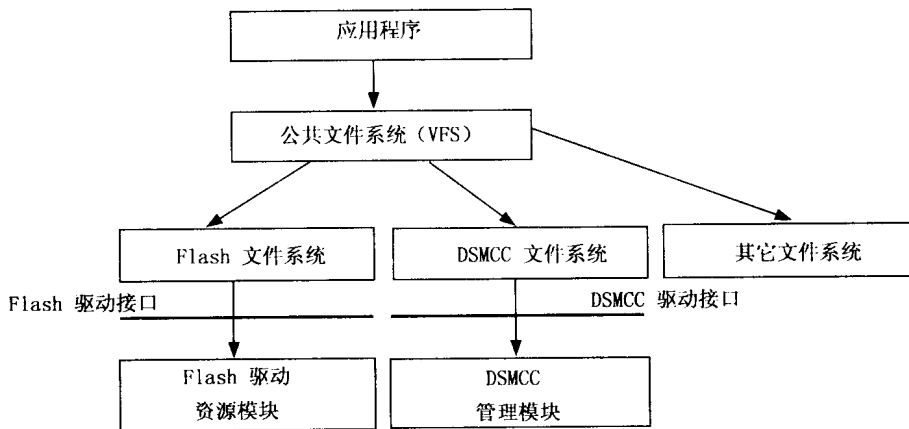 应用程序
公共文件系统（VFS）
Flash 文件系统
DSMCC 文件系统
其它文件系统
Flash 驱动接口
DSMCC 驱动接口
Flash 驱动
资源模块
DSMCC
管理模块